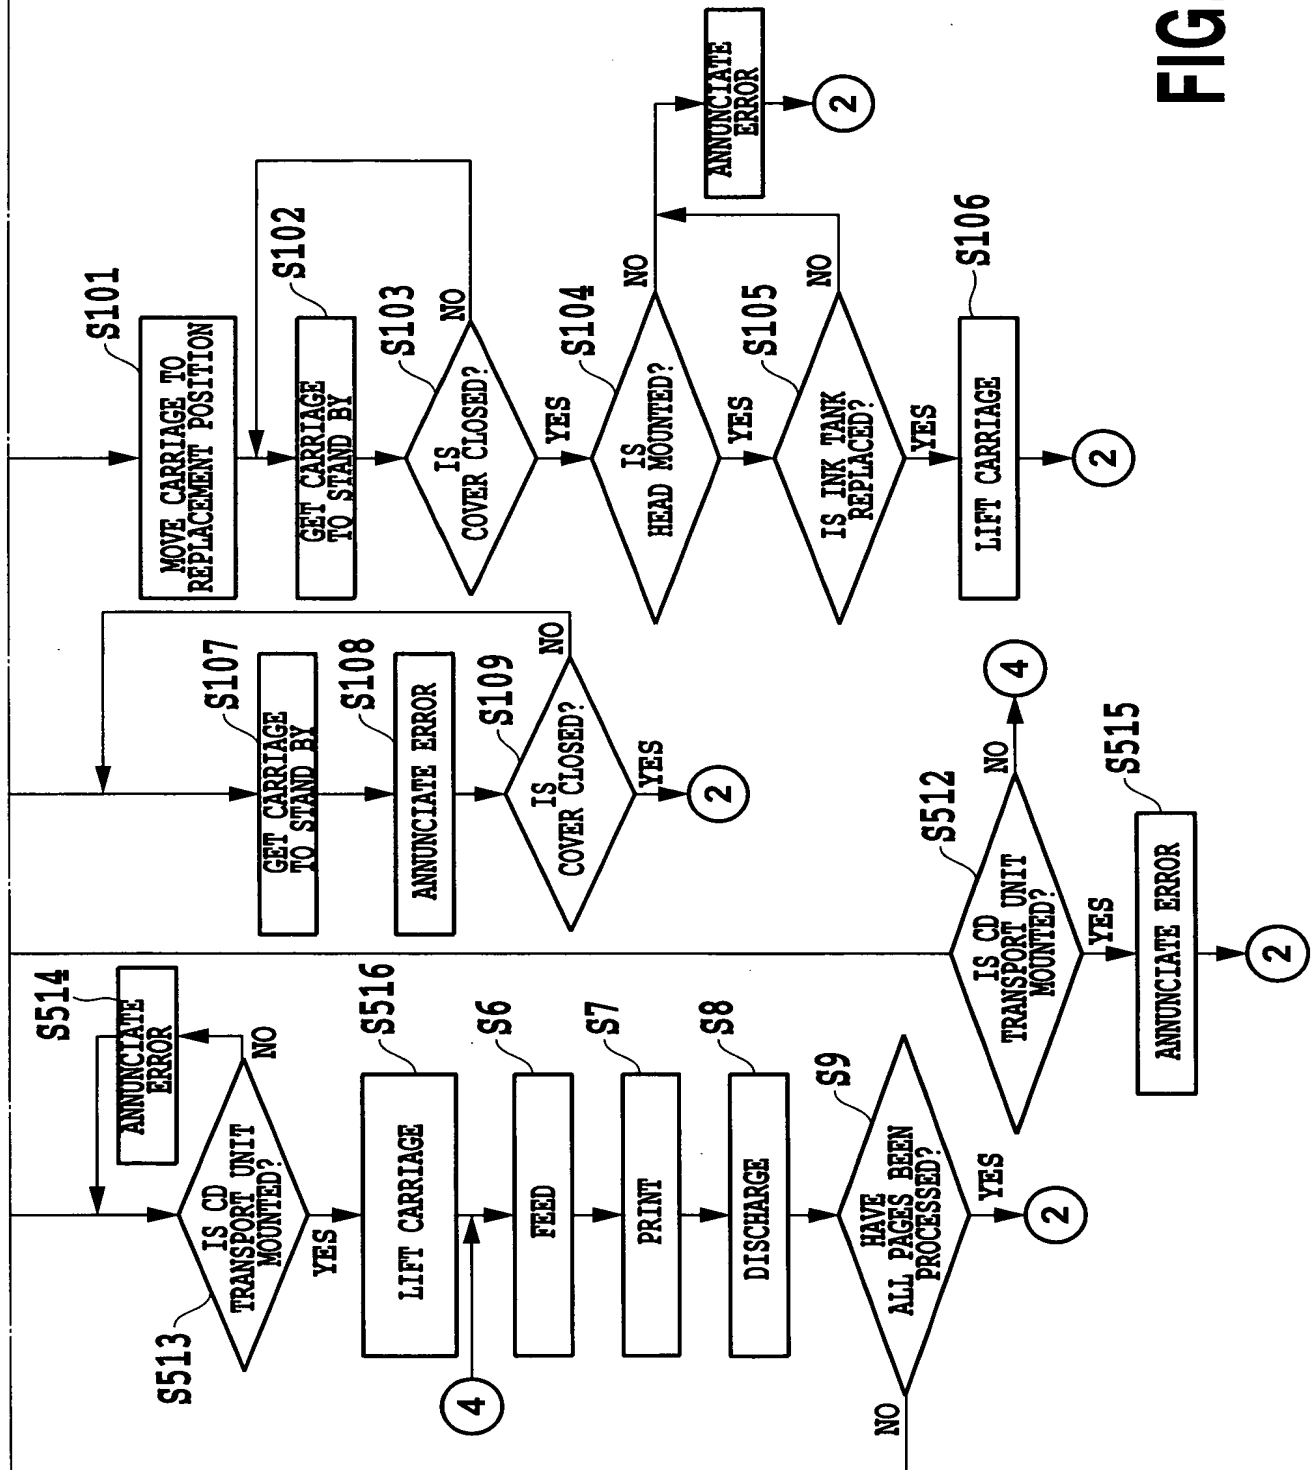 S514
ANNUNCIATE
ERROR
S513
IS CD
TRANSPORT UNIT
MOUNTED?
NO
YES
S516
LIFT CARRIAGE
4
S6
FEED
S7
PRINT
S8
DISCHARGE
S9
HAVE
ALL PAGES BEEN
PROCESSED?
NO
YES
2
S512
IS CD
TRANSPORT UNIT
MOUNTED?
NO
4
YES
S515
ANNUNCIATE ERROR
2
S107
GET CARRIAGE
TO STAND BY
S108
ANNUNCIATE ERROR
S109
IS
COVER CLOSED?
NO
YES
2
S101
MOVE CARRIAGE TO
REPLACEMENT POSITION
S102
GET CARRIAGE
TO STAND BY
S103
IS
COVER CLOSED?
NO
YES
S104
IS
HEAD MOUNTED?
NO
YES
S105
IS INK TANK
REPLACED?
NO
YES
S106
LIFT CARRIAGE
2
ANNUNCIATE
ERROR
2
FIG.